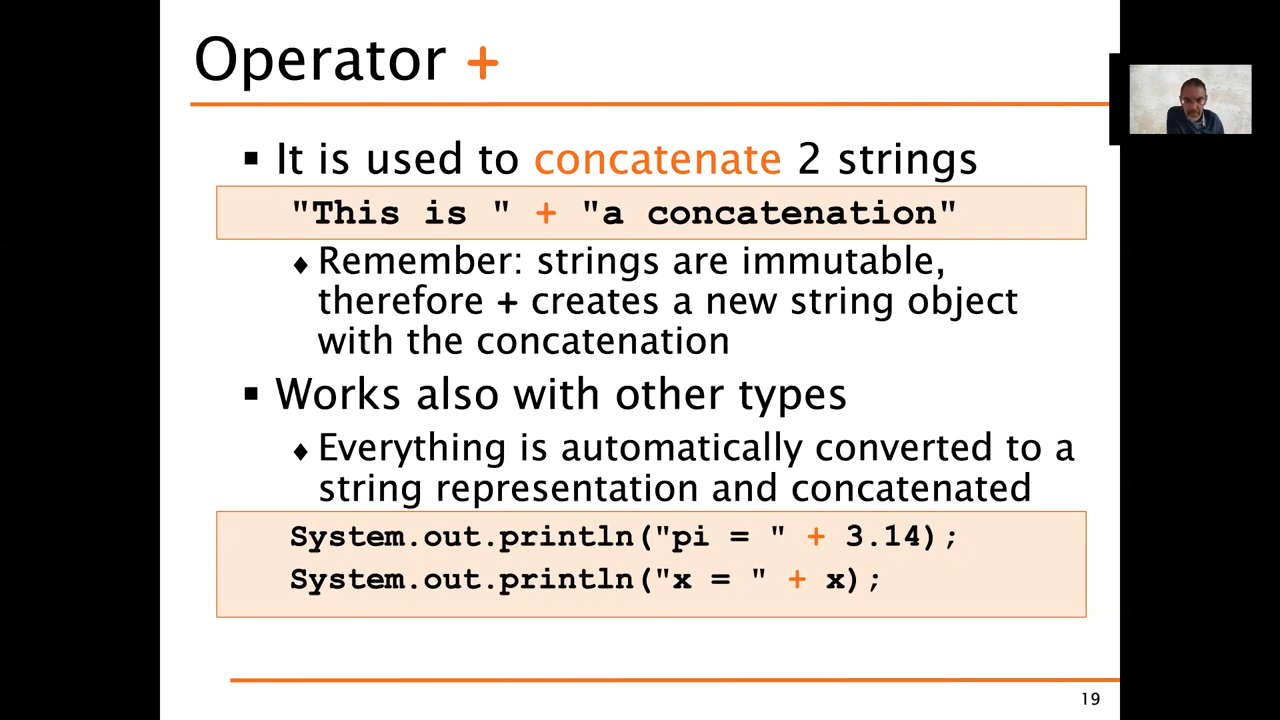 Operator +
▪ It is used to concatenate 2 strings
"This is " + "a concatenation"
♦ Remember: strings are immutable,
therefore + creates a new string object
with the concatenation
▪ Works also with other types
♦ Everything is automatically converted to a
string representation and concatenated
System.out.println("pi = " + 3.14);
System.out.println("x = " + x);
19